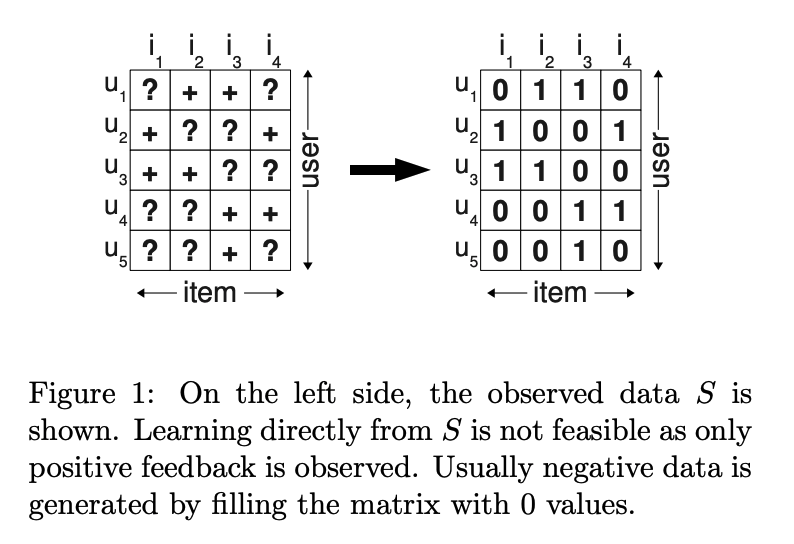 i1 i2 i3 i4 i1 i2 i3 i4
u1 ? + + ? u1 0 1 1 0
u2 + ? ? + u2 1 0 0 1
u3 + + ? ? user u3 1 1 0 0 user
u4 ? ? + + u4 0 0 1 1
u5 ? ? + ? u5 0 0 1 0
item item
Figure 1: On the left side, the observed data S is
shown. Learning directly from S is not feasible as only
positive feedback is observed. Usually negative data is
generated by filling the matrix with 0 values.